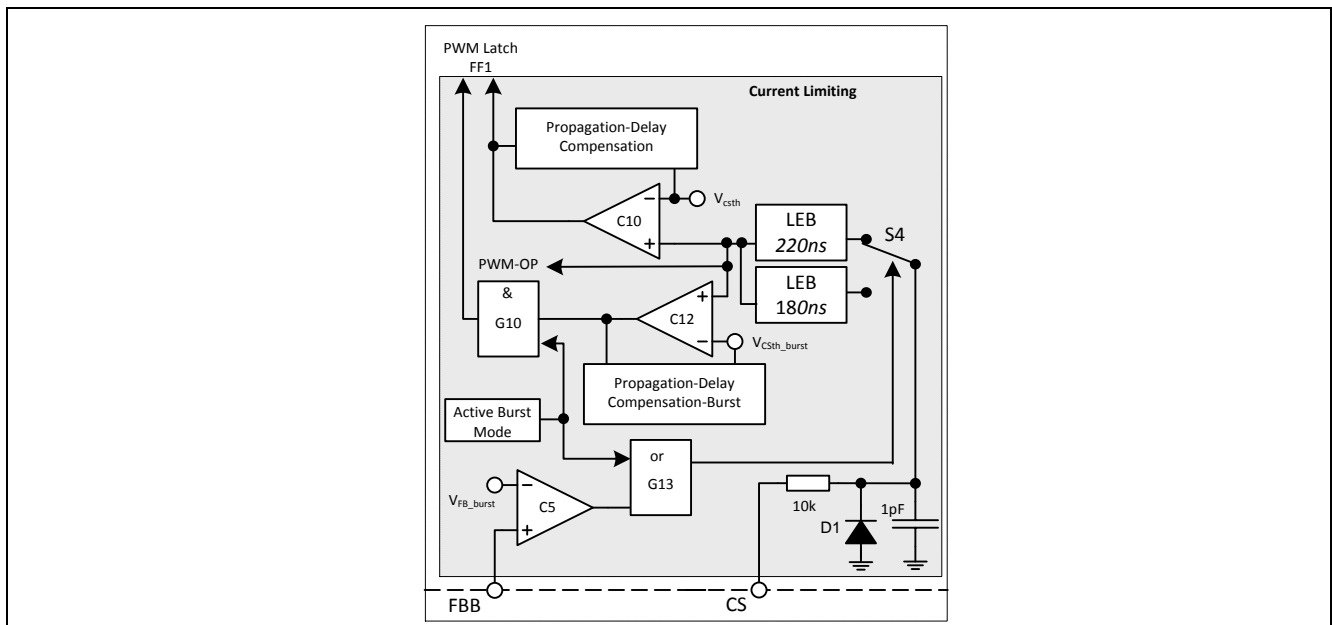 PWM Latch
FF1
Current Limiting
Propagation-Delay
Compensation
−
Vcsth
C10
+
LEB
220ns
S4
PWM-OP
LEB
180ns
&
G10
+
C12
−
VCSth_burst
Propagation-Delay
Compensation-Burst
Active Burst
Mode
or
G13
VFB_burst
−
C5
+
10k
D1
1pF
FBB
CS